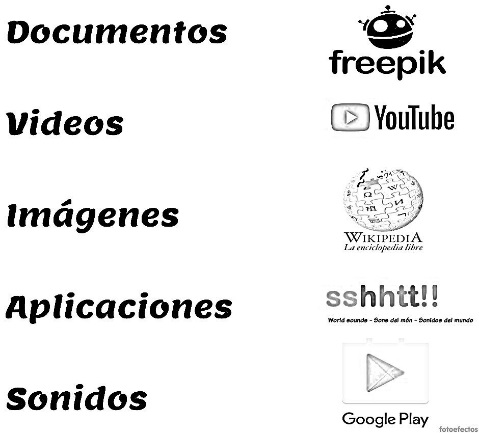 Documentos
freepik
Videos
YouTube
Imágenes
WIKIPEDIA
La enciclopedia libre
Aplicaciones
sshhtt!!
World sounds - Sons del món - Sonidos del mundo
Sonidos
Google Play
fotoefectos